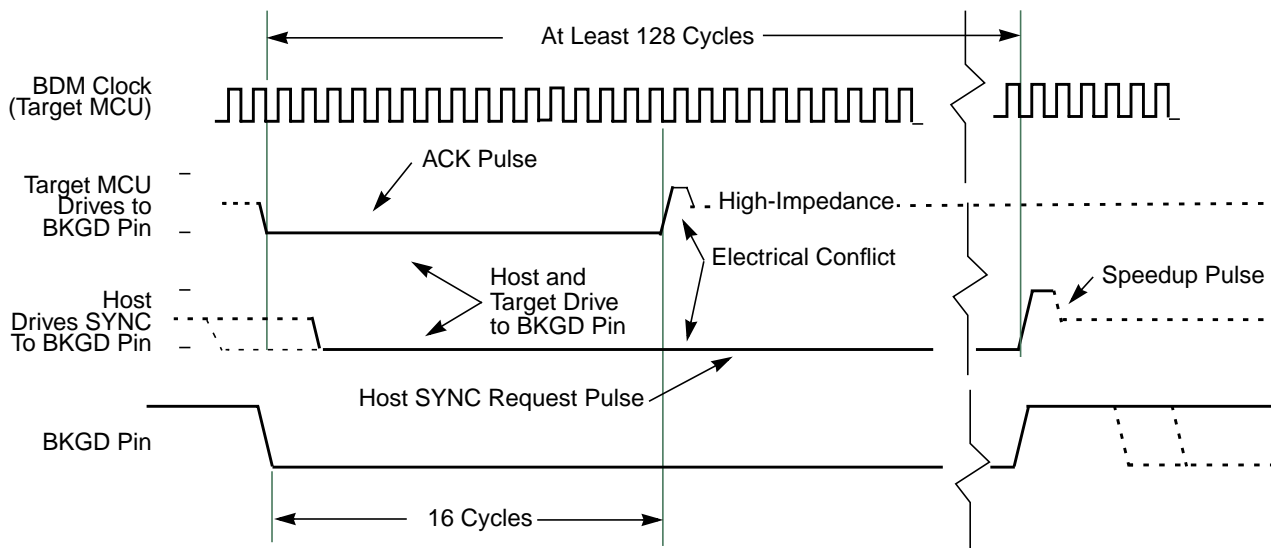 At Least 128 Cycles
BDM Clock
(Target MCU)
ACK Pulse
Target MCU
Drives to
BKGD Pin
High-Impedance
Electrical Conflict
Host and
Target Drive
to BKGD Pin
Speedup Pulse
Host
Drives SYNC
To BKGD Pin
Host SYNC Request Pulse
BKGD Pin
16 Cycles